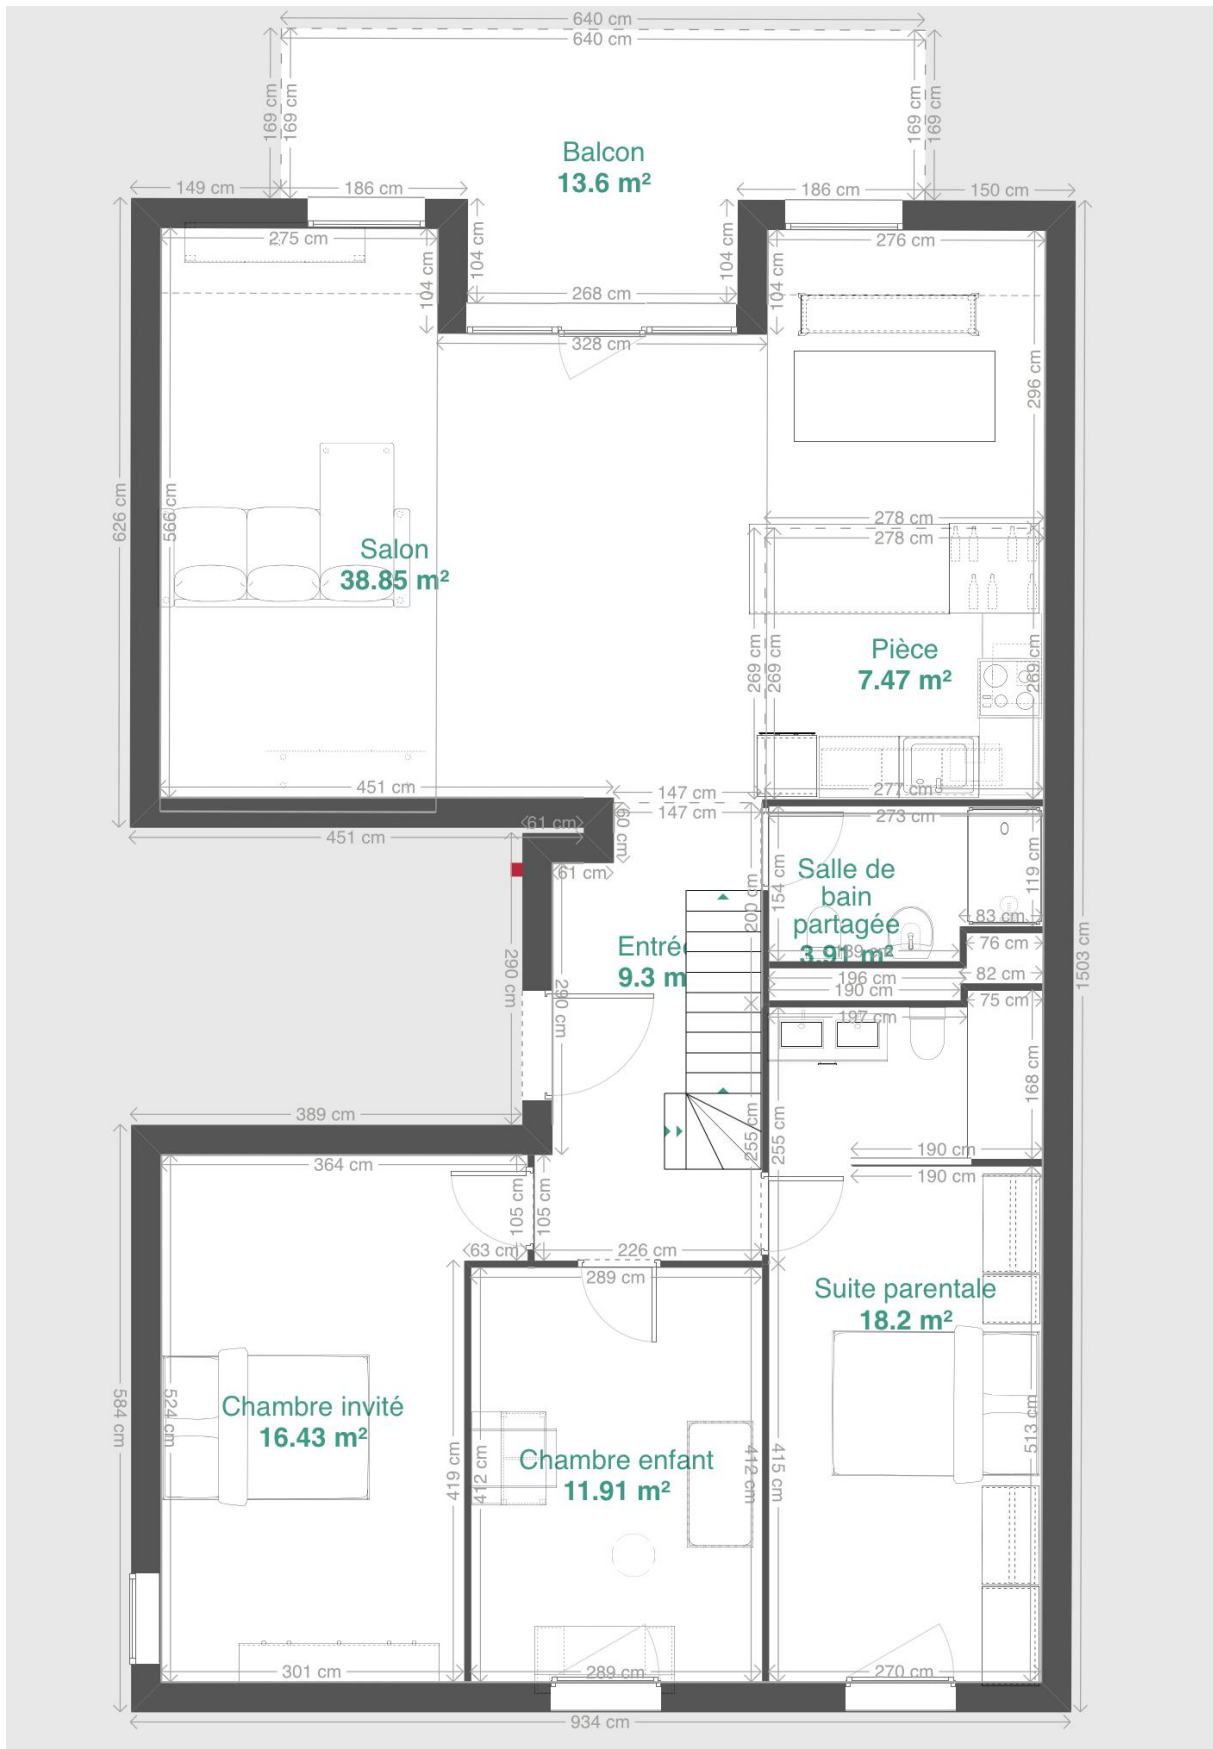 640 cm
640 cm
169 cm
169 cm
169 cm
169 cm
Balcon
13.6 m²
149 cm
186 cm
186 cm
150 cm
275 cm
276 cm
104 cm
104 cm
104 cm
104 cm
268 cm
328 cm
296 cm
626 cm
566 cm
278 cm
278 cm
Salon
38.85 m²
Pièce
7.47 m²
269 cm
269 cm
269 cm
451 cm
147 cm
277 cm
147 cm
273 cm
61 cm
60 cm
451 cm
61 cm
Salle de
bain
partagée
3.91 m²
154 cm
119 cm
200 cm
83 cm
76 cm
Entrée
9.3 m
290 cm
290 cm
196 cm
82 cm
190 cm
75 cm
197 cm
1503 cm
168 cm
389 cm
255 cm
255 cm
190 cm
364 cm
190 cm
105 cm
105 cm
63 cm
226 cm
289 cm
Suite parentale
18.2 m²
584 cm
524 cm
Chambre invité
16.43 m²
419 cm
412 cm
Chambre enfant
11.91 m²
412 cm
415 cm
513 cm
301 cm
289 cm
270 cm
934 cm